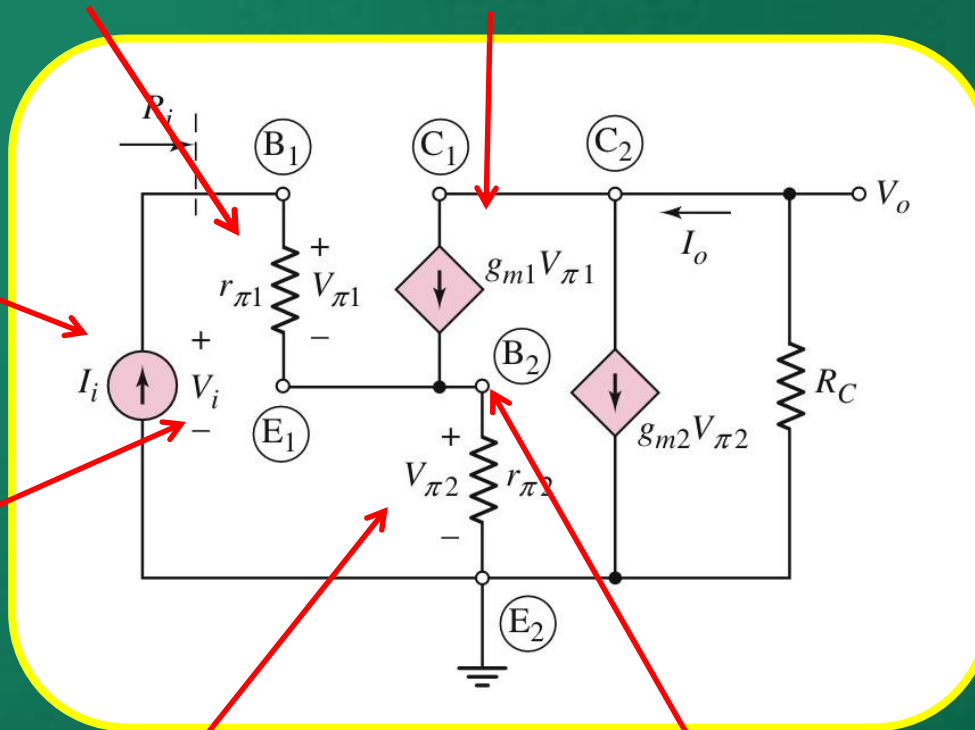 R_i
B_1
C_1
C_2
V_o
I_o
+
r_π1
V_π1
–
g_m1V_π1
B_2
+
I_i
V_i
–
E_1
R_C
g_m2V_π2
+
V_π2
r_π2
–
E_2